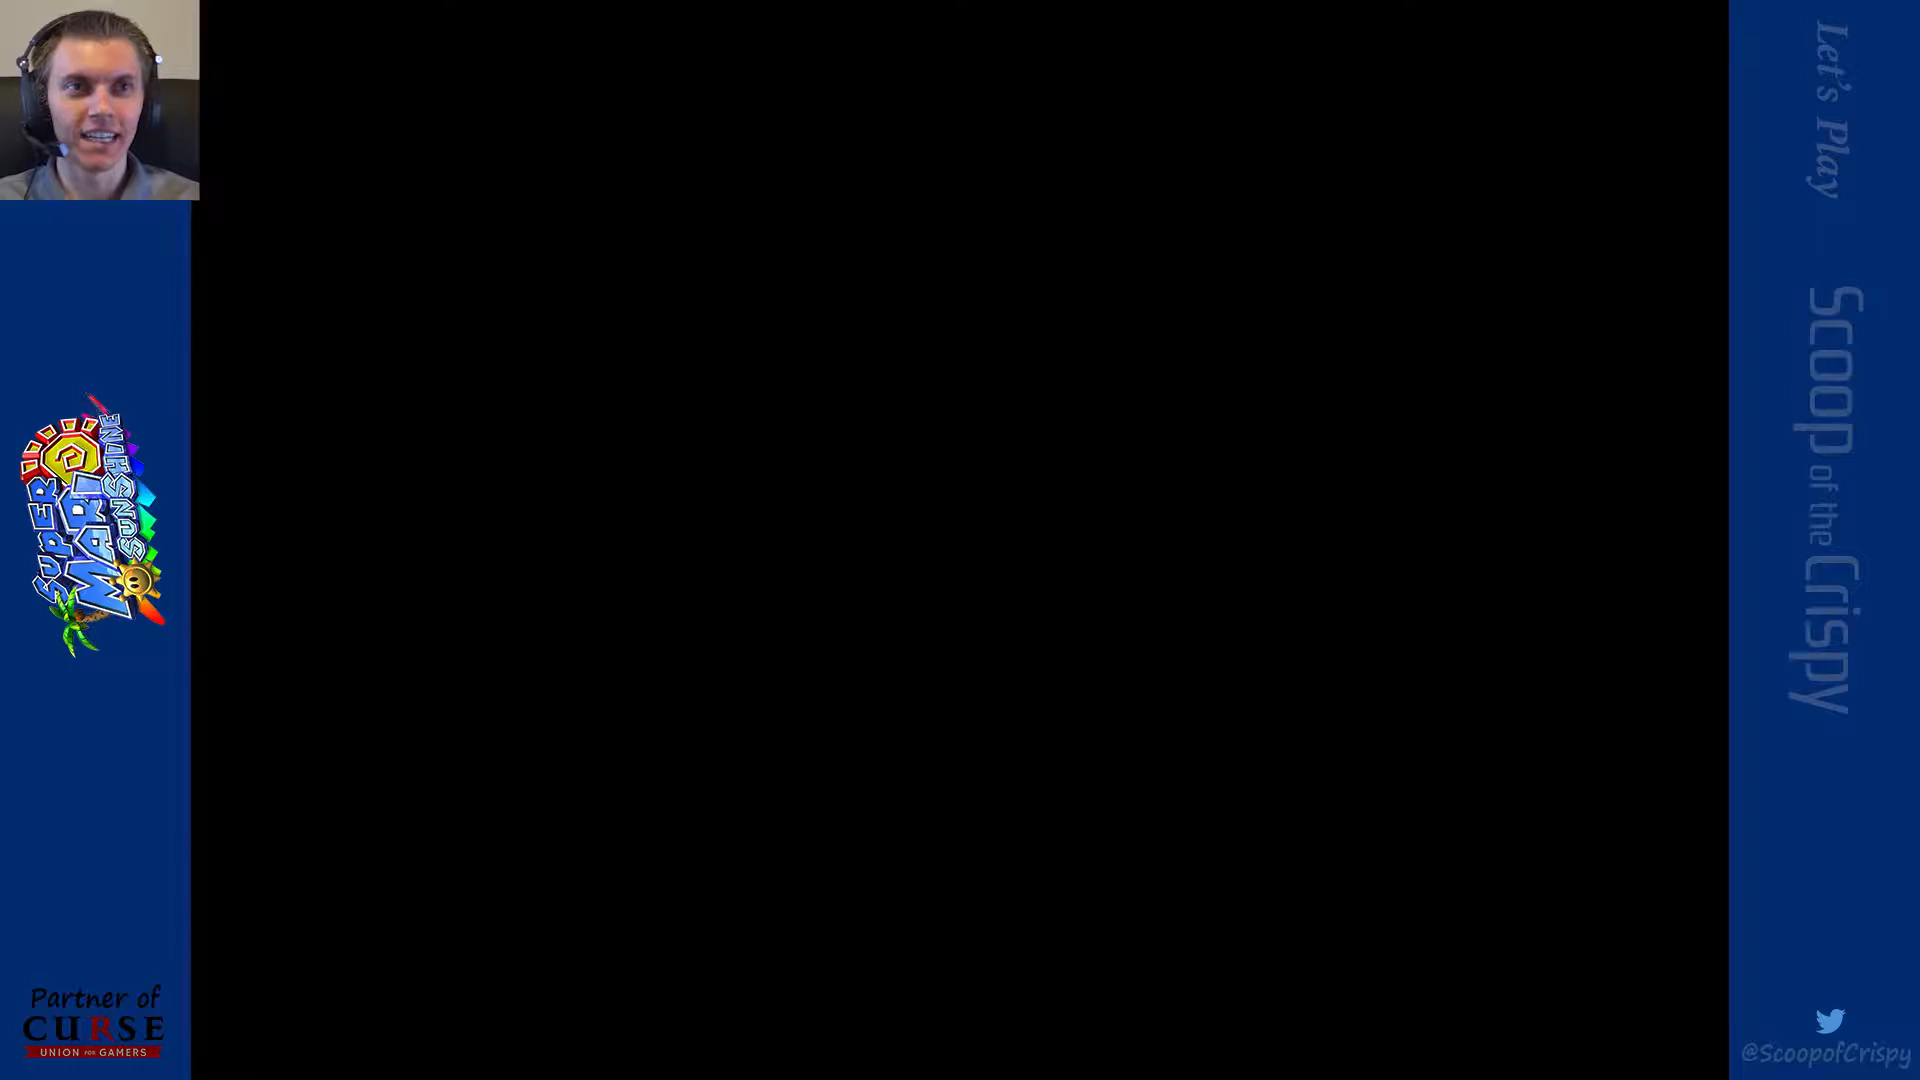 Let's Play
Scoop of the Crispy
SUPER
MARIO
SUNSHINE
Partner of
CURSE
UNION FOR GAMERS
@ScoopofCrispy